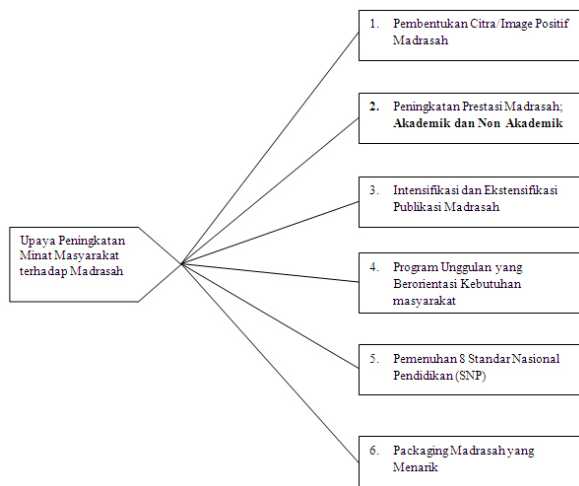 Upaya Peningkatan
Minat Masyarakat
terhadap Madrasah
1. Pembentukan Citra/Image Positif
Madrasah
2. Peningkatan Prestasi Madrasah;
Akademik dan Non Akademik
3. Intensifikasi dan Ekstensifikasi
Publikasi Madrasah
4. Program Unggulan yang
Berorientasi Kebutuhan
masyarakat
5. Pemenuhan 8 Standar Nasional
Pendidikan (SNP)
6. Packaging Madrasah yang
Menarik